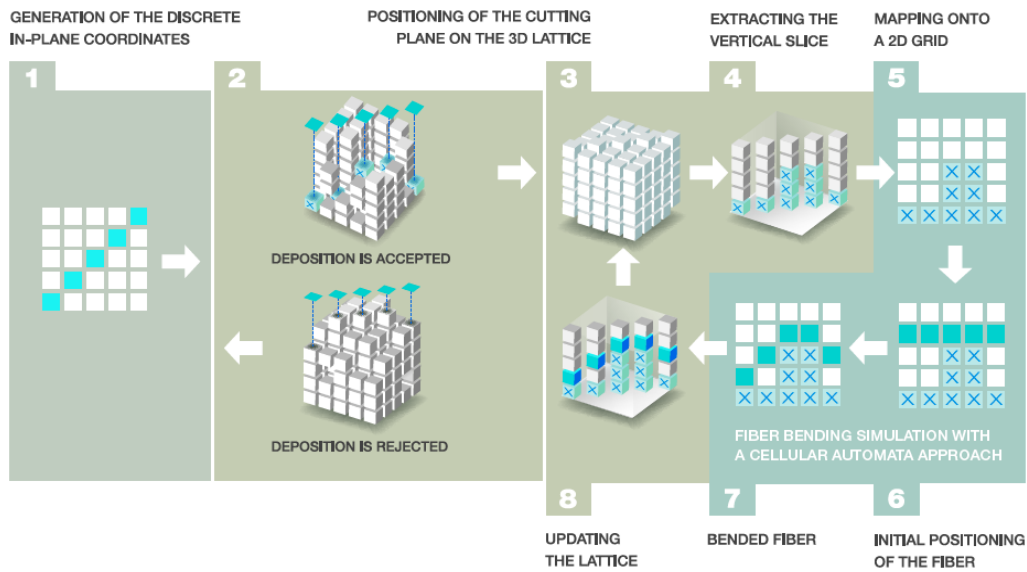 GENERATION OF THE DISCRETE
IN-PLANE COORDINATES
POSITIONING OF THE CUTTING
PLANE ON THE 3D LATTICE
EXTRACTING THE
VERTICAL SLICE
MAPPING ONTO
A 2D GRID
1
2
3
4
5
DEPOSITION IS ACCEPTED
DEPOSITION IS REJECTED
FIBER BENDING SIMULATION WITH
A CELLULAR AUTOMATA APPROACH
8
7
6
UPDATING
THE LATTICE
BENDED FIBER
INITIAL POSITIONING
OF THE FIBER